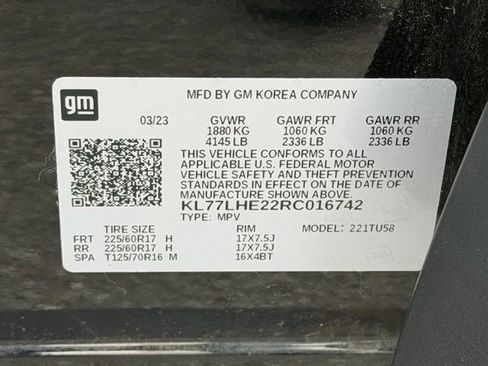 gm
MFD BY GM KOREA COMPANY
03/23 GVWR GAWR FRT GAWR RR
1880 KG 1060 KG 1060 KG
4145 LB 2336 LB 2336 LB
THIS VEHICLE CONFORMS TO ALL
APPLICABLE U.S. FEDERAL MOTOR
VEHICLE SAFETY AND THEFT PREVENTION
STANDARDS IN EFFECT ON THE DATE OF
MANUFACTURE SHOWN ABOVE.
KL77LHE22RC016742
TYPE: MPV
TIRE SIZE RIM MODEL: 221TU58
FRT 225/60R17 H 17X7.5J
RR 225/60R17 H 17X7.5J
SPA T125/70R16 M 16X4BT